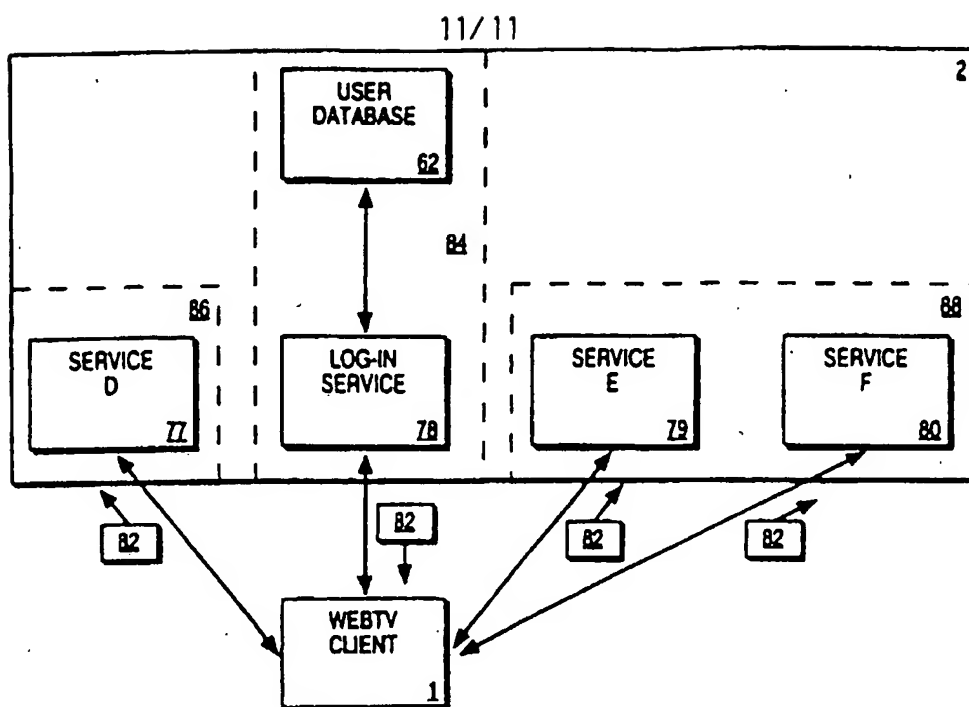 11/11
2
USER
DATABASE
62
84
86
88
SERVICE
D
77
LOG-IN
SERVICE
78
SERVICE
E
79
SERVICE
F
80
82
82
82
82
WEBTV
CLIENT
1